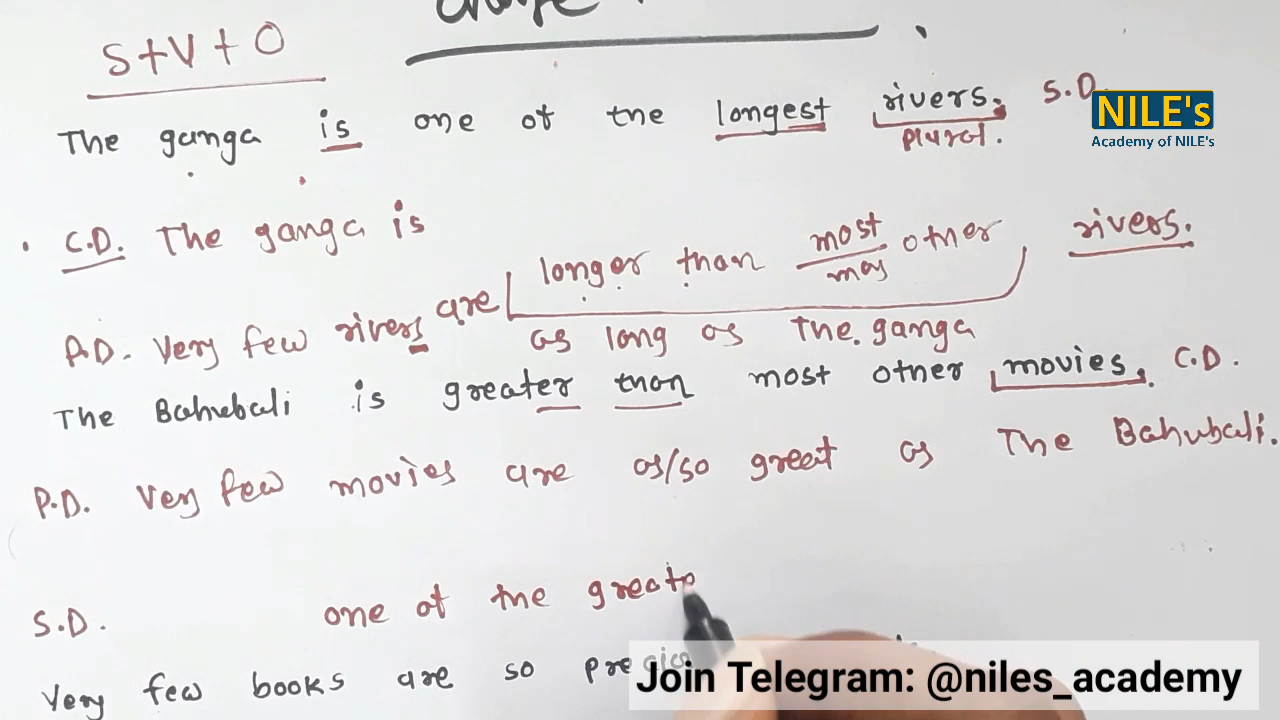 S+V+O
The ganga is one of the longest rivers. S.D.
plural.
NILE's
Academy of NILE's
C.D. The ganga is longer than most other rivers.
P.D. Very few rivers are as long as The ganga
The Bahubali is greater than most other movies. C.D.
P.D. Very few movies are as/so great as The Bahubali.
S.D. one of the greate
Very few books are so
Join Telegram: @niles_academy